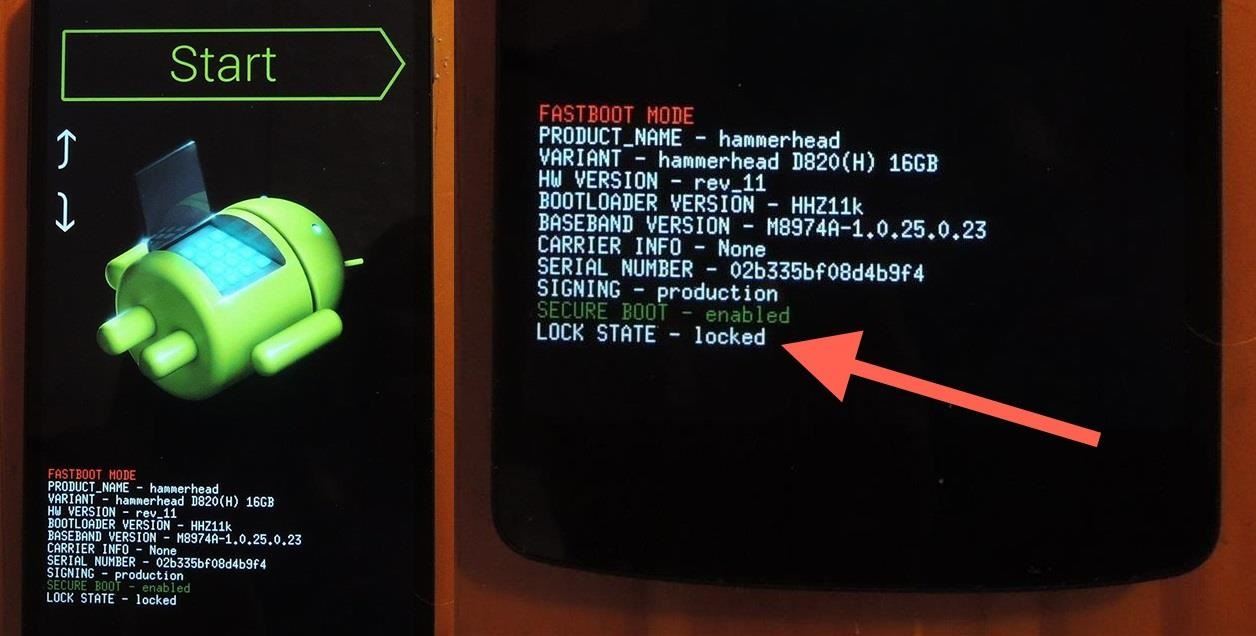 Start
FASTBOOT MODE
PRODUCT_NAME - hammerhead
VARIANT - hammerhead D820(H) 16GB
HW VERSION - rev_11
BOOTLOADER VERSION - HHZ11k
BASEBAND VERSION - M8974A-1.0.25.0.23
CARRIER INFO - None
SERIAL NUMBER - 02b335bf08d4b9f4
SIGNING - production
SECURE BOOT - enabled
LOCK STATE - locked
FASTBOOT MODE
PRODUCT_NAME - hammerhead
VARIANT - hammerhead D820(H) 16GB
HW VERSION - rev_11
BOOTLOADER VERSION - HHZ11k
BASEBAND VERSION - M8974A-1.0.25.0.23
CARRIER INFO - None
SERIAL NUMBER - 02b335bf08d4b9f4
SIGNING - production
SECURE BOOT - enabled
LOCK STATE - locked